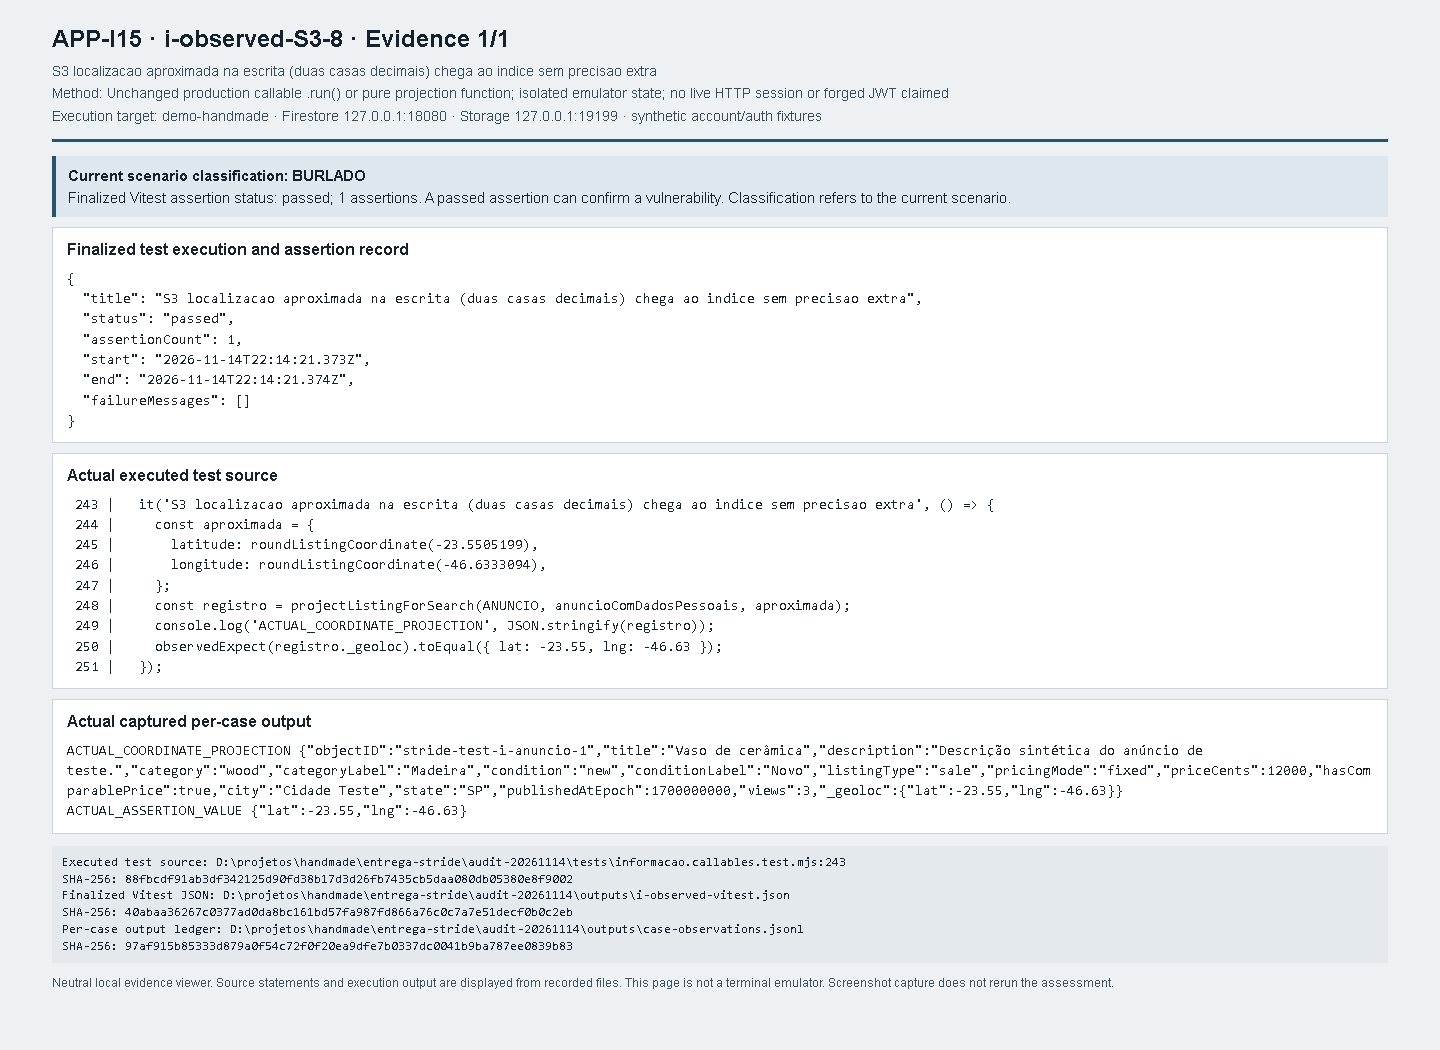 APP-I15 · i-observed-S3-8 · Evidence 1/1
S3 localizacao aproximada na escrita (duas casas decimais) chega ao indice sem precisao extra
Method: Unchanged production callable .run() or pure projection function; isolated emulator state; no live HTTP session or forged JWT claimed
Execution target: demo-handmade · Firestore 127.0.0.1:18080 · Storage 127.0.0.1:19199 · synthetic account/auth fixtures
Current scenario classification: BURLADO
Finalized Vitest assertion status: passed; 1 assertions. A passed assertion can confirm a vulnerability. Classification refers to the current scenario.
Finalized test execution and assertion record
{
  "title": "S3 localizacao aproximada na escrita (duas casas decimais) chega ao indice sem precisao extra",
  "status": "passed",
  "assertionCount": 1,
  "start": "2026-11-14T22:14:21.373Z",
  "end": "2026-11-14T22:14:21.374Z",
  "failureMessages": []
}
Actual executed test source
243 |   it('S3 localizacao aproximada na escrita (duas casas decimais) chega ao indice sem precisao extra', () => {
244 |     const aproximada = {
245 |       latitude: roundListingCoordinate(-23.5505199),
246 |       longitude: roundListingCoordinate(-46.6333094),
247 |     };
248 |     const registro = projectListingForSearch(ANUNCIO, anuncioComDadosPessoais, aproximada);
249 |     console.log('ACTUAL_COORDINATE_PROJECTION', JSON.stringify(registro));
250 |     observedExpect(registro._geoloc).toEqual({ lat: -23.55, lng: -46.63 });
251 |   });
Actual captured per-case output
ACTUAL_COORDINATE_PROJECTION {"objectID":"stride-test-i-anuncio-1","title":"Vaso de cerâmica","description":"Descrição sintética do anúncio de
teste.","category":"wood","categoryLabel":"Madeira","condition":"new","conditionLabel":"Novo","listingType":"sale","pricingMode":"fixed","priceCents":12000,"hasCom
parablePrice":true,"city":"Cidade Teste","state":"SP","publishedAtEpoch":1700000000,"views":3,"_geoloc":{"lat":-23.55,"lng":-46.63}}
ACTUAL_ASSERTION_VALUE {"lat":-23.55,"lng":-46.63}
Executed test source: D:\projetos\handmade\entrega-stride\audit-20261114\tests\informacao.callables.test.mjs:243
SHA-256: 88fbcdf91ab3df342125d90fd38b17d3d26fb7435cb5daa080db05380e8f9002
Finalized Vitest JSON: D:\projetos\handmade\entrega-stride\audit-20261114\outputs\i-observed-vitest.json
SHA-256: 40abaa36267c0377ad0da8bc161bd57fa987fd866a76c0c7a7e51decf0b0c2eb
Per-case output ledger: D:\projetos\handmade\entrega-stride\audit-20261114\outputs\case-observations.jsonl
SHA-256: 97af915b85333d879a0f54c72f0f20ea9dfe7b0337dc0041b9ba787ee0839b83
Neutral local evidence viewer. Source statements and execution output are displayed from recorded files. This page is not a terminal emulator. Screenshot capture does not rerun the assessment.